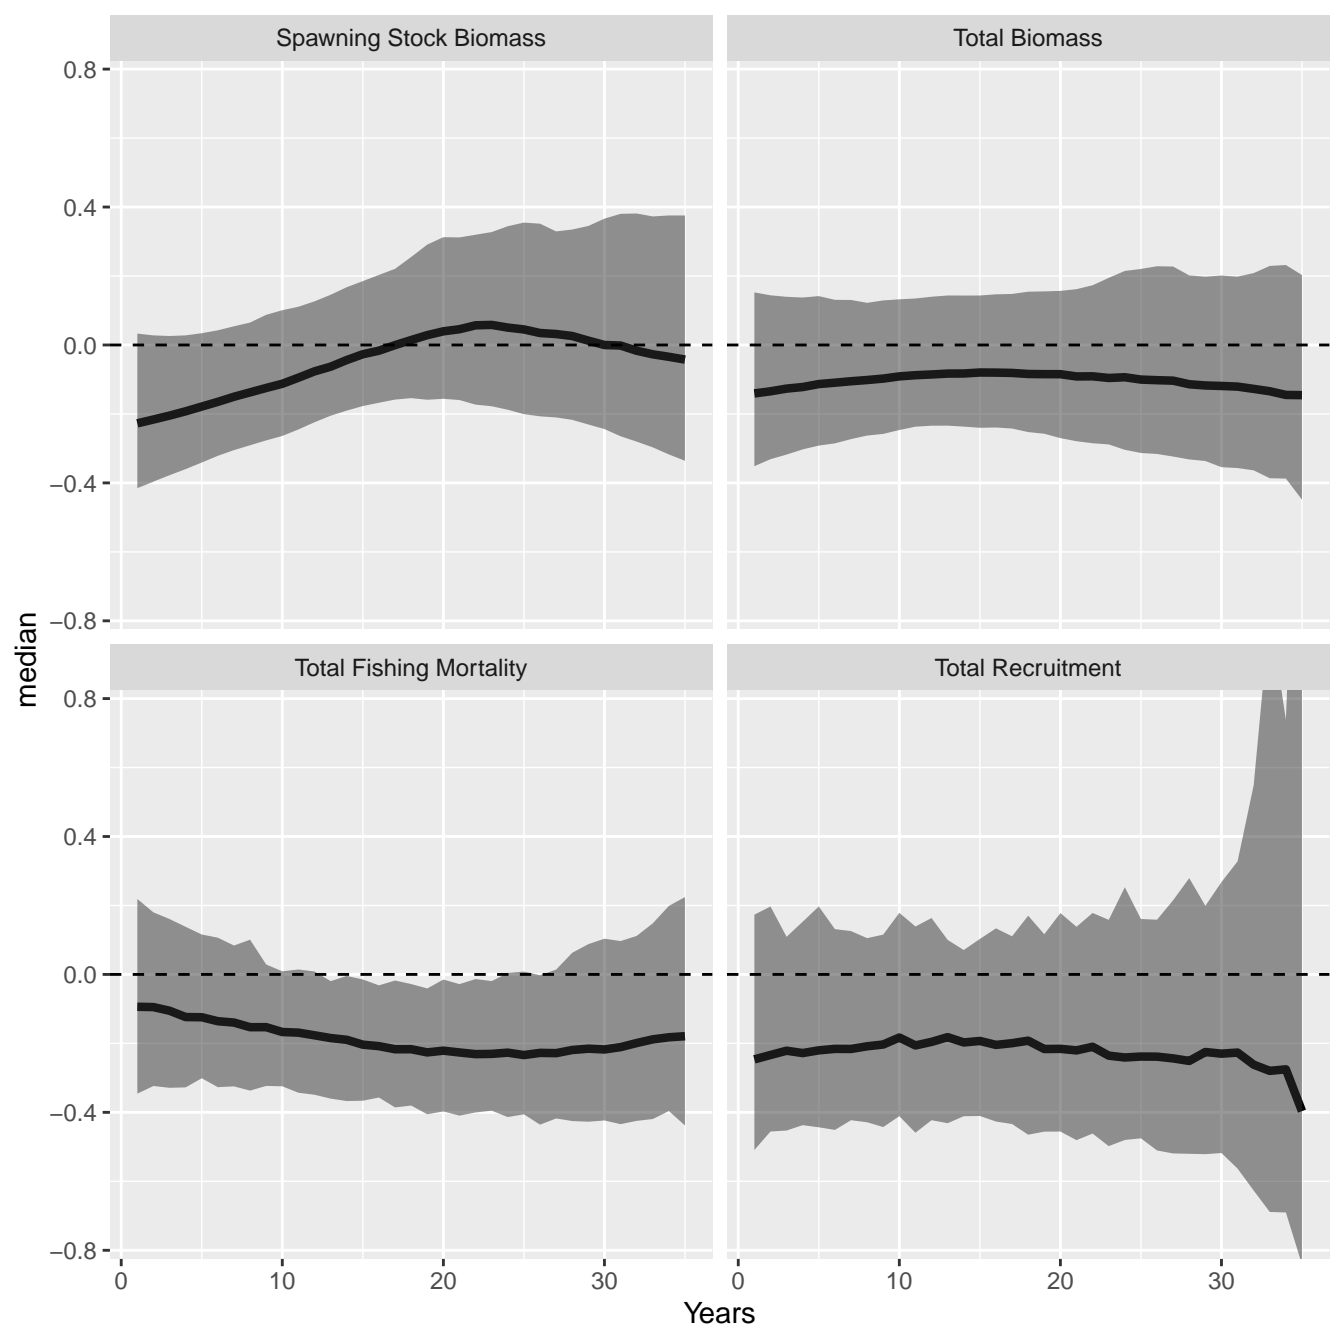 Spawning Stock Biomass
Total Biomass
0.8
0.4
0.0
−0.4
−0.8
Total Fishing Mortality
Total Recruitment
0.8
0.4
0.0
−0.4
−0.8
0 10 20 30
0 10 20 30
median
Years